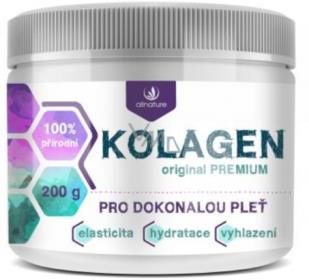 allnature
100%
přírodní
KOLAGEN
original PREMIUM
200 g
PRO DOKONALOU PLEŤ
elasticita hydratace vyhlazení